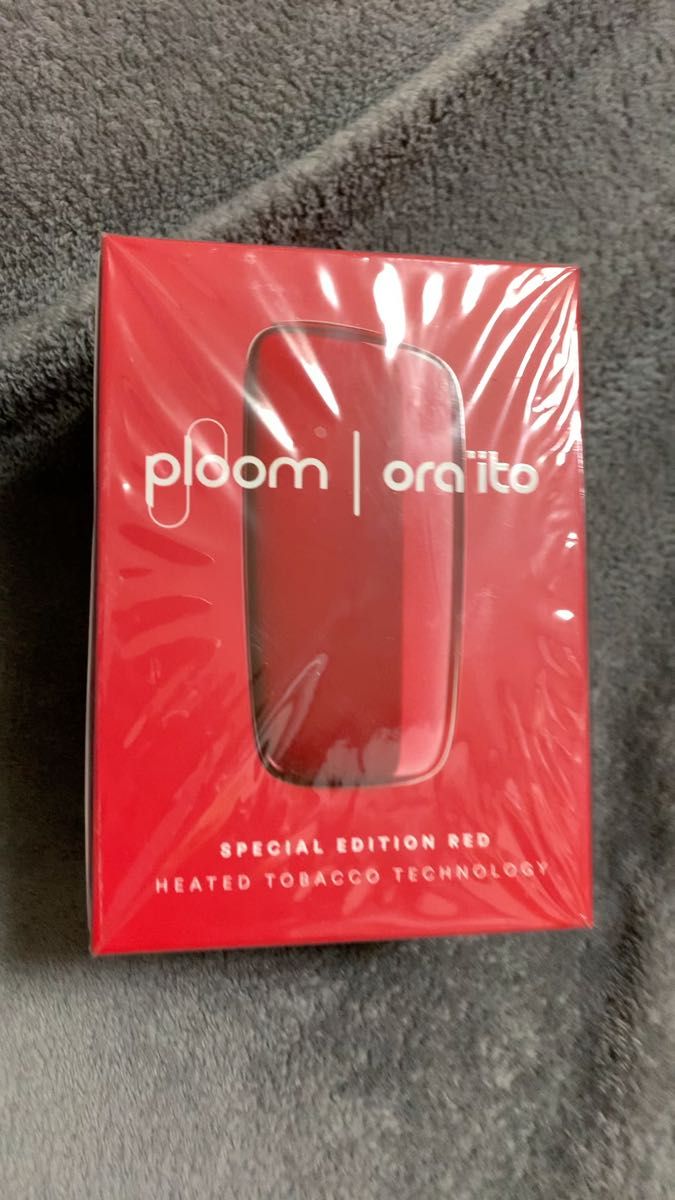 ploom | ora ïto
SPECIAL EDITION RED
HEATED TOBACCO TECHNOLOGY